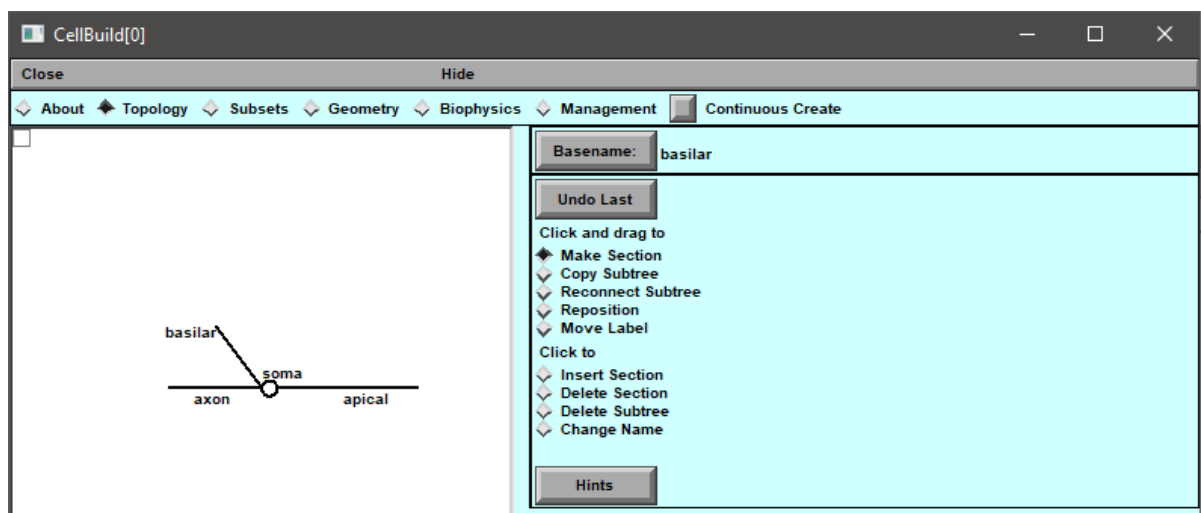 CellBuild[0]
Close Hide
About Topology Subsets Geometry Biophysics Management Continuous Create
Basename: basilar
Undo Last
Click and drag to
Make Section
Copy Subtree
Reconnect Subtree
Reposition
Move Label
Click to
Insert Section
Delete Section
Delete Subtree
Change Name
Hints
basilar
soma
axon apical